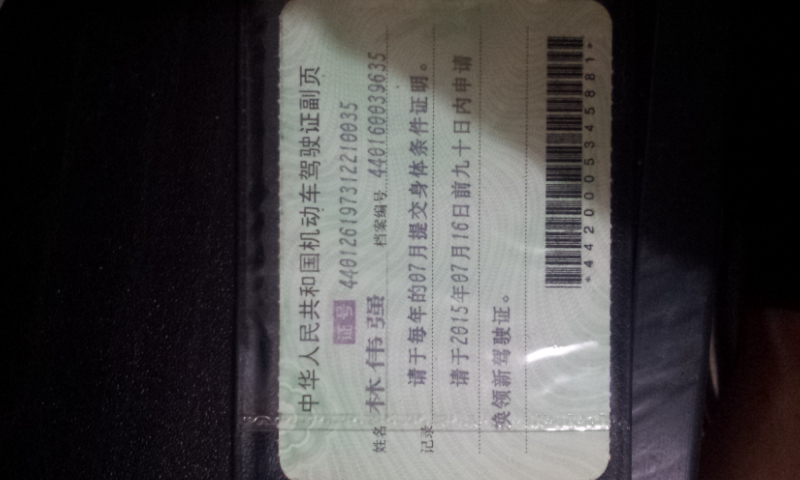 中华人民共和国机动车驾驶证副页
证号 440126197312210035
姓名 林伟强 档案编号 440160039635
记录 请于每年的07月提交身体条件证明。
请于2015年07月16日前九十日内申请
换领新驾驶证。
*4420000534588 1*